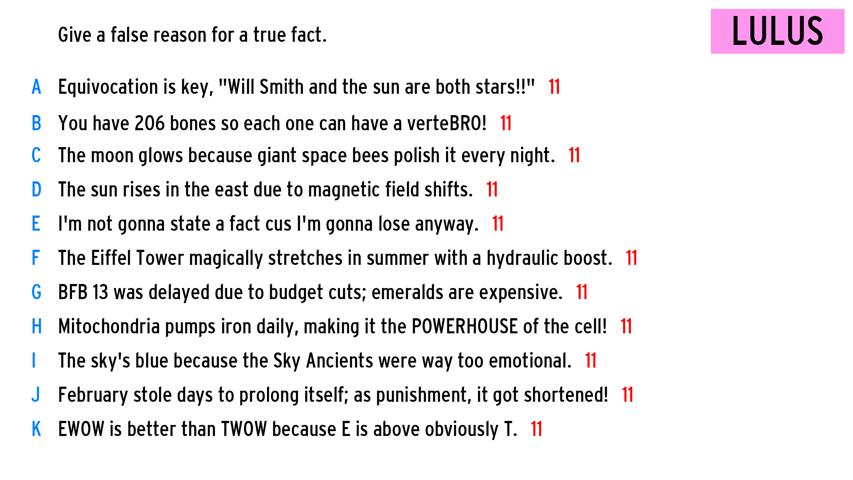 Give a false reason for a true fact.
LULUS
A Equivocation is key, "Will Smith and the sun are both stars!!" 11
B You have 206 bones so each one can have a verteBRO! 11
C The moon glows because giant space bees polish it every night. 11
D The sun rises in the east due to magnetic field shifts. 11
E I'm not gonna state a fact cus I'm gonna lose anyway. 11
F The Eiffel Tower magically stretches in summer with a hydraulic boost. 11
G BFB 13 was delayed due to budget cuts; emeralds are expensive. 11
H Mitochondria pumps iron daily, making it the POWERHOUSE of the cell! 11
I The sky's blue because the Sky Ancients were way too emotional. 11
J February stole days to prolong itself; as punishment, it got shortened! 11
K EWOW is better than TWOW because E is above obviously T. 11